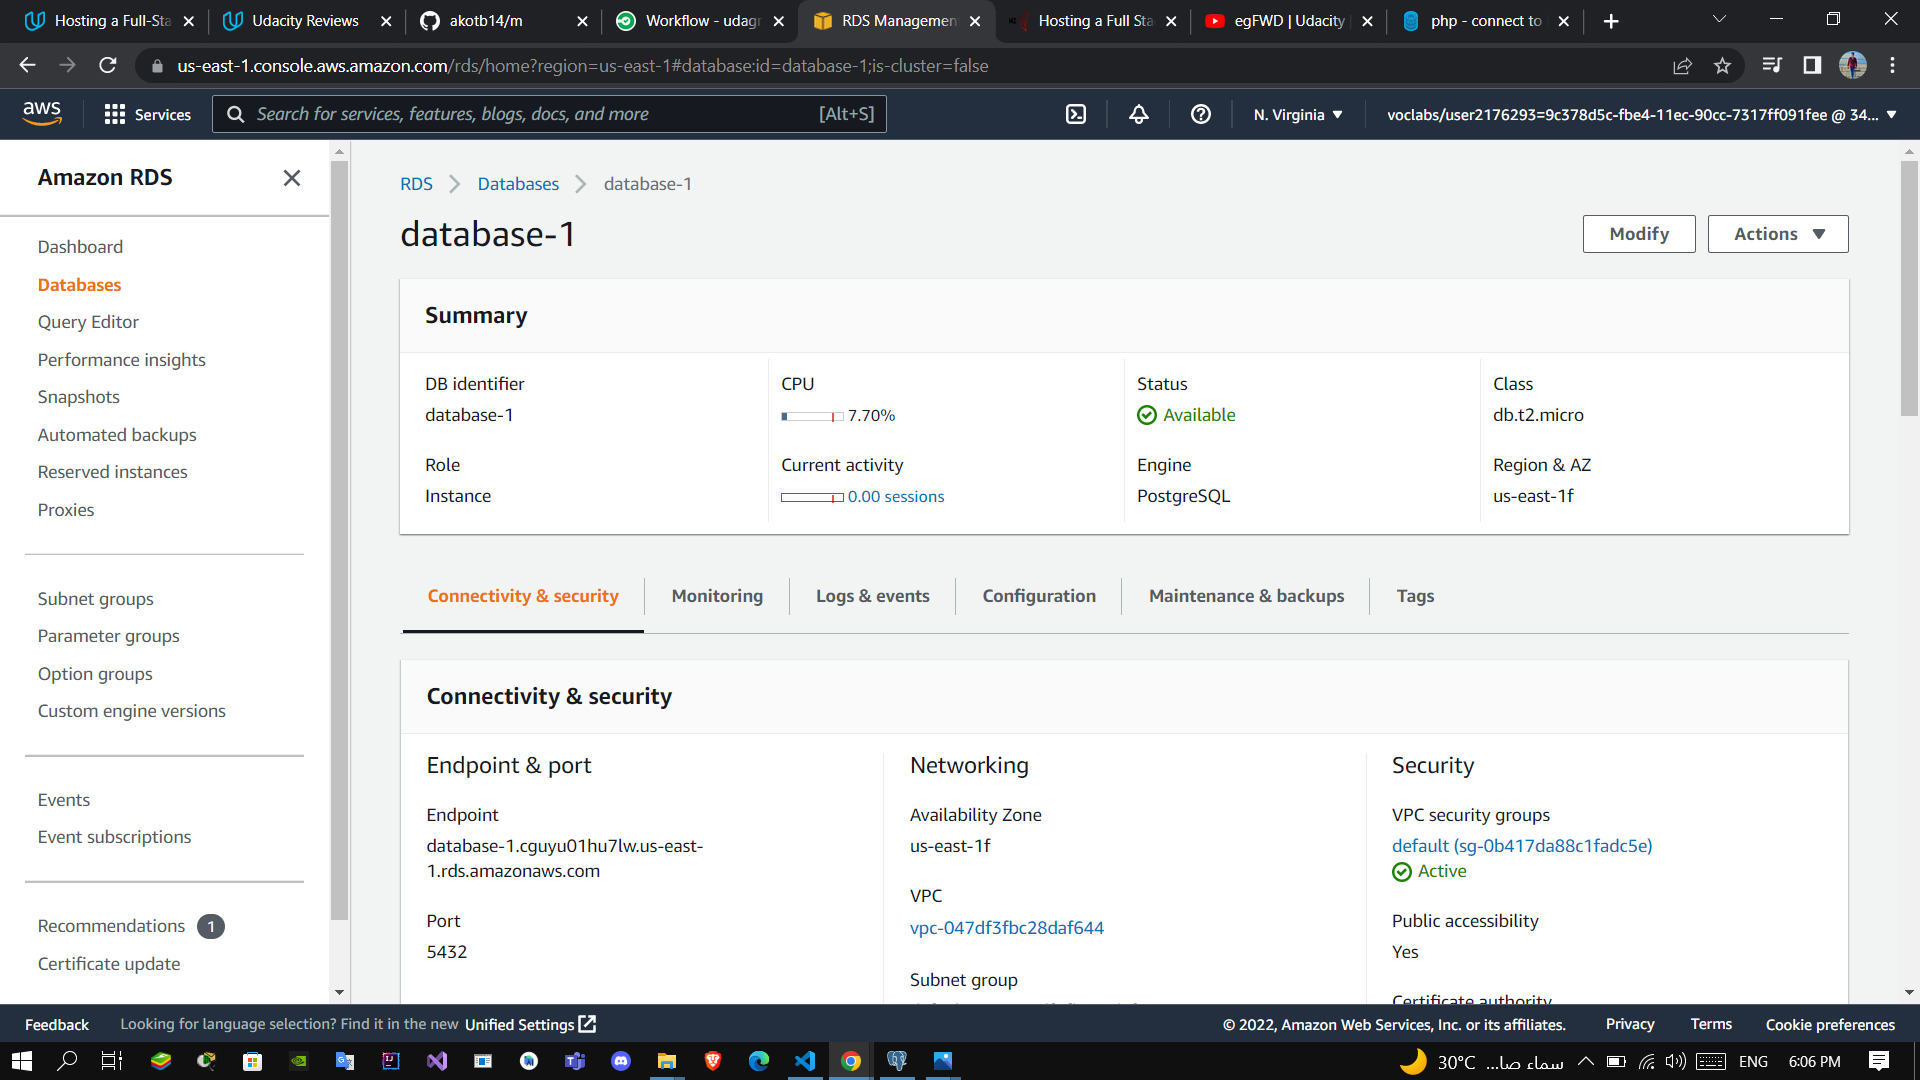 Hosting a Full-Sta
Udacity Reviews
akotb14/m
Workflow - udagr
RDS Managemen
Hosting a Full Sta
egFWD | Udacity
php - connect to
us-east-1.console.aws.amazon.com/rds/home?region=us-east-1#database:id=database-1;is-cluster=false
aws
Services
Search for services, features, blogs, docs, and more
[Alt+S]
N. Virginia
voclabs/user2176293=9c378d5c-fbe4-11ec-90cc-7317ff091fee @ 34...
Amazon RDS
Dashboard
Databases
Query Editor
Performance insights
Snapshots
Automated backups
Reserved instances
Proxies
Subnet groups
Parameter groups
Option groups
Custom engine versions
Events
Event subscriptions
Recommendations 1
Certificate update
RDS
Databases
database-1
database-1
Modify
Actions
Summary
DB identifier
database-1
CPU
7.70%
Status
Available
Class
db.t2.micro
Role
Instance
Current activity
0.00 sessions
Engine
PostgreSQL
Region & AZ
us-east-1f
Connectivity & security
Monitoring
Logs & events
Configuration
Maintenance & backups
Tags
Connectivity & security
Endpoint & port
Endpoint
database-1.cguyu01hu7lw.us-east-
1.rds.amazonaws.com
Port
5432
Networking
Availability Zone
us-east-1f
VPC
vpc-047df3fbc28daf644
Subnet group
Security
VPC security groups
default (sg-0b417da88c1fadc5e)
Active
Public accessibility
Yes
Certificate authority
Feedback
Looking for language selection? Find it in the new Unified Settings
© 2022, Amazon Web Services, Inc. or its affiliates.
Privacy
Terms
Cookie preferences
30°C
سماء صا...
ENG
6:06 PM